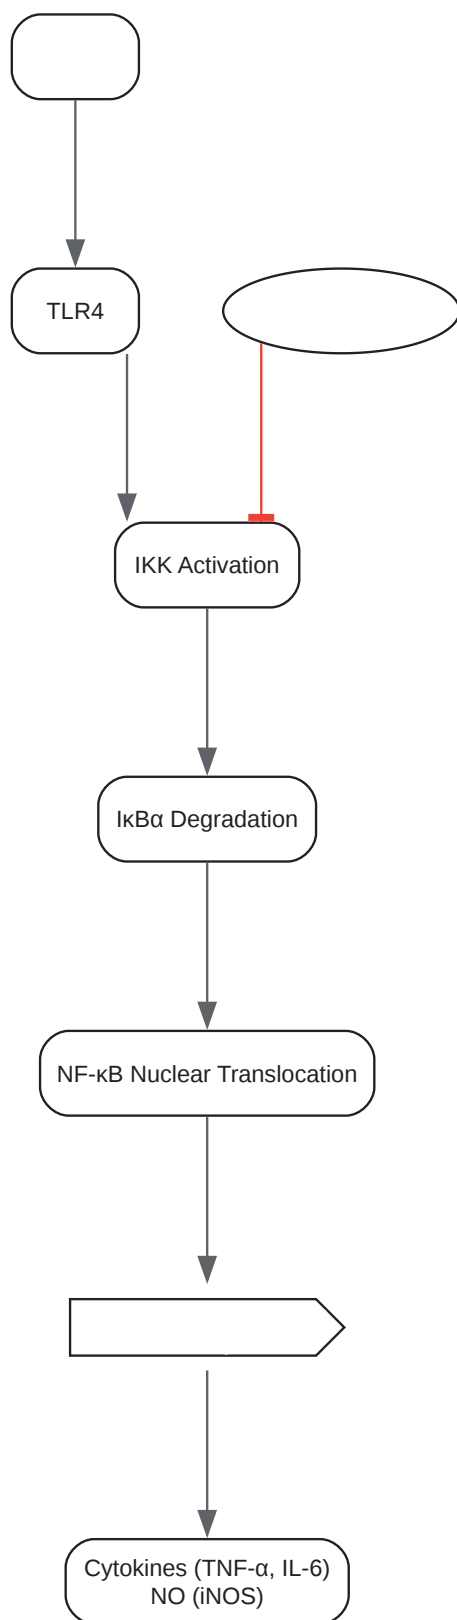 TLR4
IKK Activation
IκBα Degradation
NF-κB Nuclear Translocation
Cytokines (TNF-α, IL-6)
NO (iNOS)